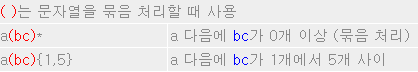 ( )는 문자열을 묶음 처리할 때 사용
a(bc)* a 다음에 bc가 0개 이상 (묶음 처리)
a(bc){1,5} a 다음에 bc가 1개에서 5개 사이